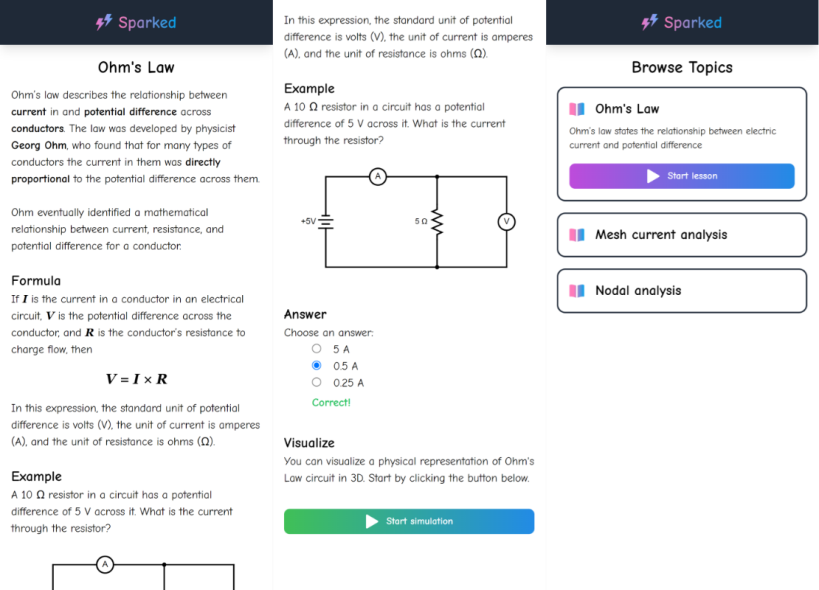 Sparked
Ohm's Law
Ohm's law describes the relationship between
current in and potential difference across
conductors. The law was developed by physicist
Georg Ohm, who found that for many types of
conductors the current in them was directly
proportional to the potential difference across them.
Ohm eventually identified a mathematical
relationship between current, resistance, and
potential difference for a conductor.
Formula
If I is the current in a conductor in an electrical
circuit, V is the potential difference across the
conductor, and R is the conductor's resistance to
charge flow, then
V = I × R
In this expression, the standard unit of potential
difference is volts (V), the unit of current is amperes
(A), and the unit of resistance is ohms (Ω).
Example
A 10 Ω resistor in a circuit has a potential
difference of 5 V across it. What is the current
through the resistor?
A
In this expression, the standard unit of potential
difference is volts (V), the unit of current is amperes
(A), and the unit of resistance is ohms (Ω).
Example
A 10 Ω resistor in a circuit has a potential
difference of 5 V across it. What is the current
through the resistor?
A
+5V
5 Ω
V
Answer
Choose an answer:
5 A
0.5 A
0.25 A
Correct!
Visualize
You can visualize a physical representation of Ohm's
Law circuit in 3D. Start by clicking the button below.
Start simulation
Sparked
Browse Topics
Ohm's Law
Ohm's law states the relationship between electric
current and potential difference
Start lesson
Mesh current analysis
Nodal analysis